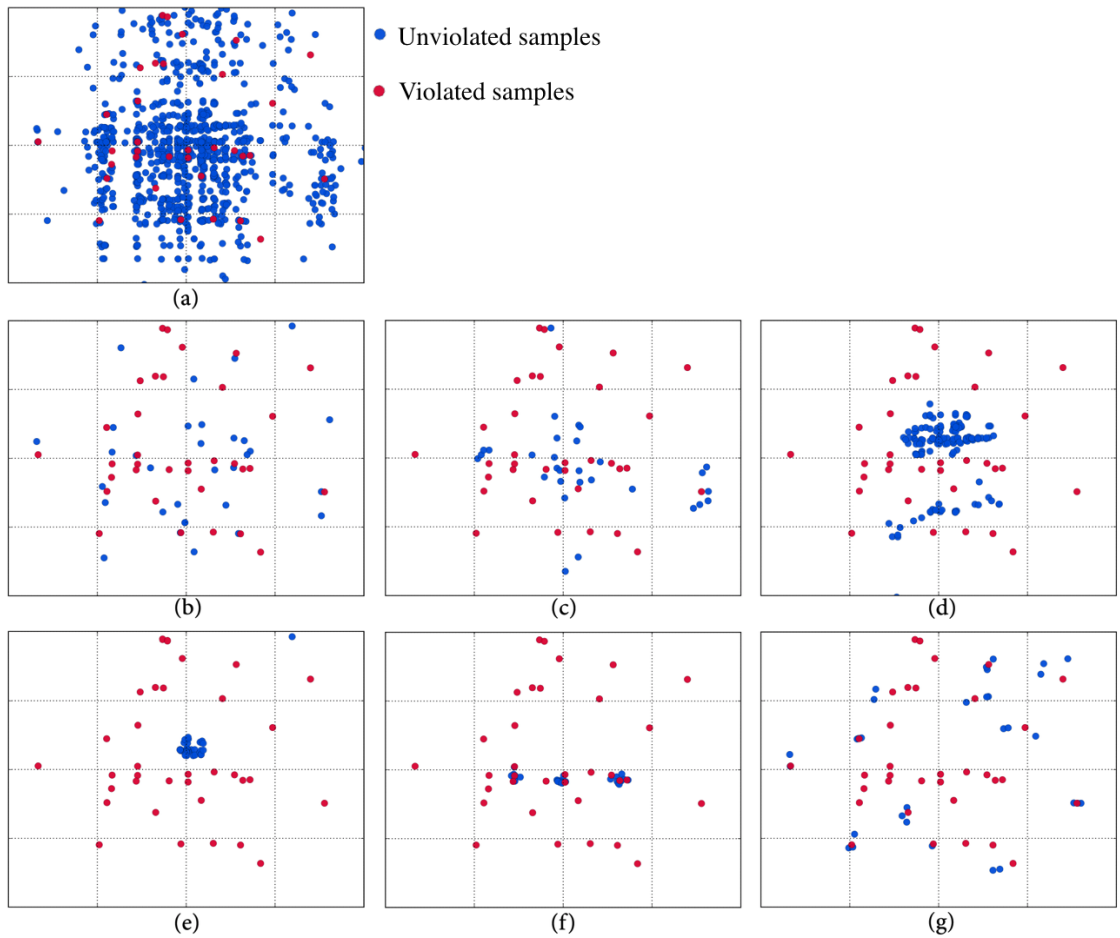 Unviolated samples
Violated samples
(a)
(b)
(c)
(d)
(e)
(f)
(g)